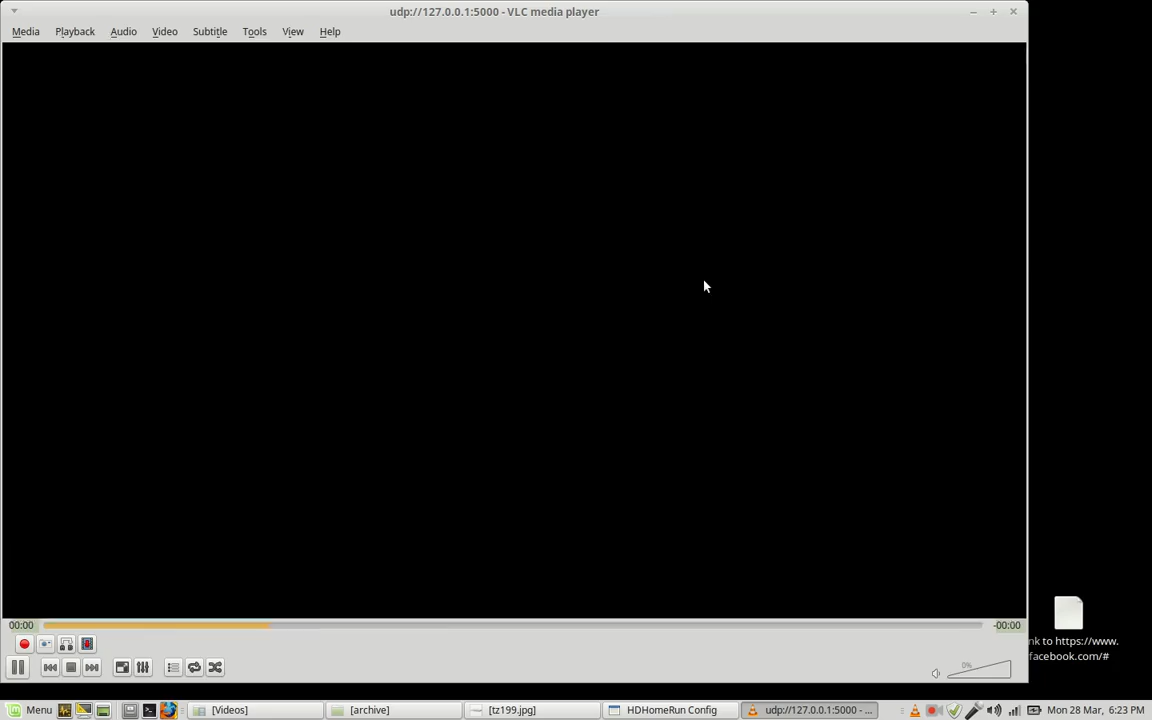 udp://127.0.0.1:5000 - VLC media player
Media Playback Audio Video Subtitle Tools View Help
00:00 -00:00
0%
nk to https://www.
facebook.com/#
Menu [Videos] [archive] [tz199.jpg] HDHomeRun Config udp://127.0.0.1:5000 - ... Mon 28 Mar, 6:23 PM